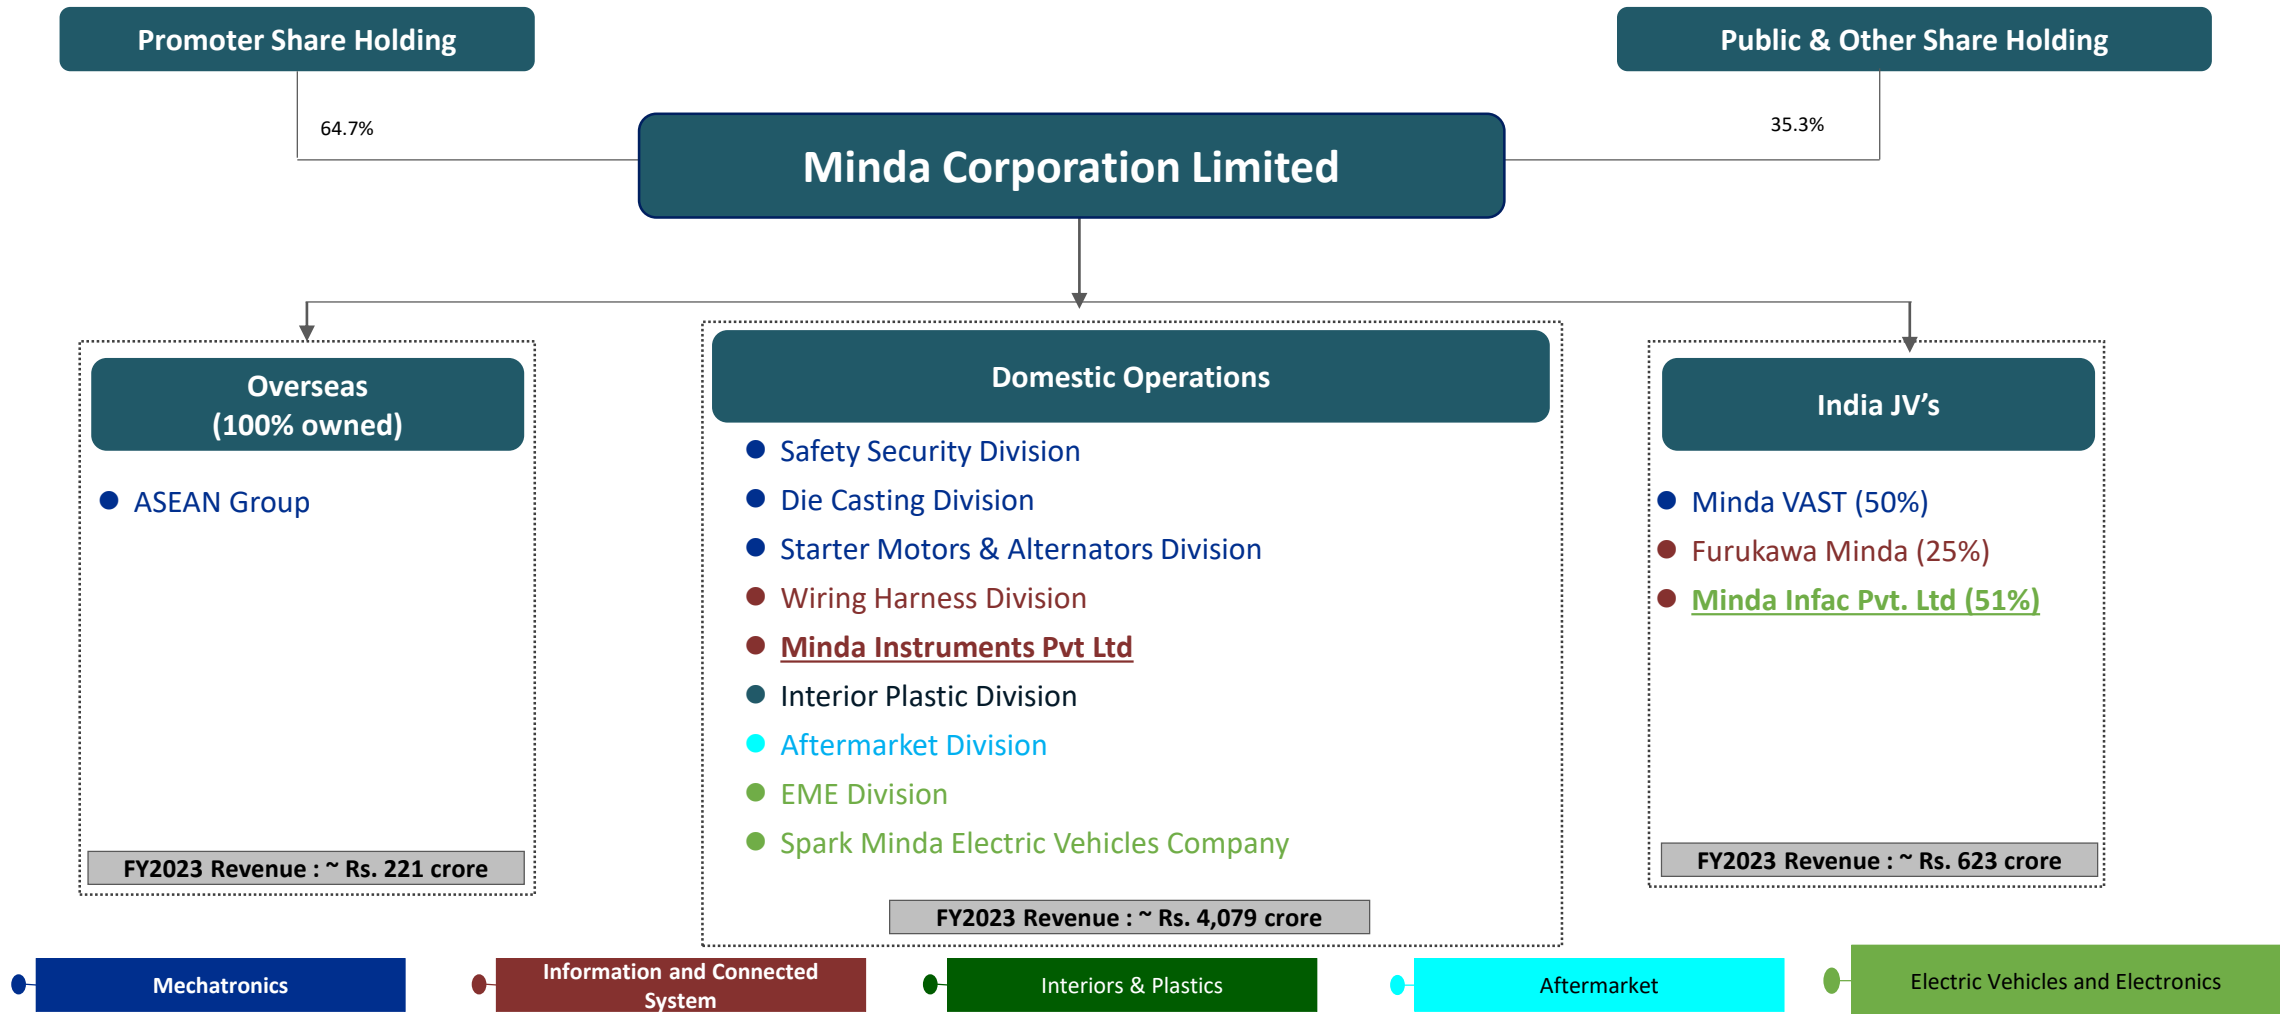 Promoter Share Holding
Public & Other Share Holding
64.7%
35.3%
Minda Corporation Limited
Overseas
(100% owned)
ASEAN Group
FY2023 Revenue : ~ Rs. 221 crore
Domestic Operations
Safety Security Division
Die Casting Division
Starter Motors & Alternators Division
Wiring Harness Division
Minda Instruments Pvt Ltd
Interior Plastic Division
Aftermarket Division
EME Division
Spark Minda Electric Vehicles Company
FY2023 Revenue : ~ Rs. 4,079 crore
India JV’s
Minda VAST (50%)
Furukawa Minda (25%)
Minda Infac Pvt. Ltd (51%)
FY2023 Revenue : ~ Rs. 623 crore
Mechatronics
Information and Connected
System
Interiors & Plastics
Aftermarket
Electric Vehicles and Electronics